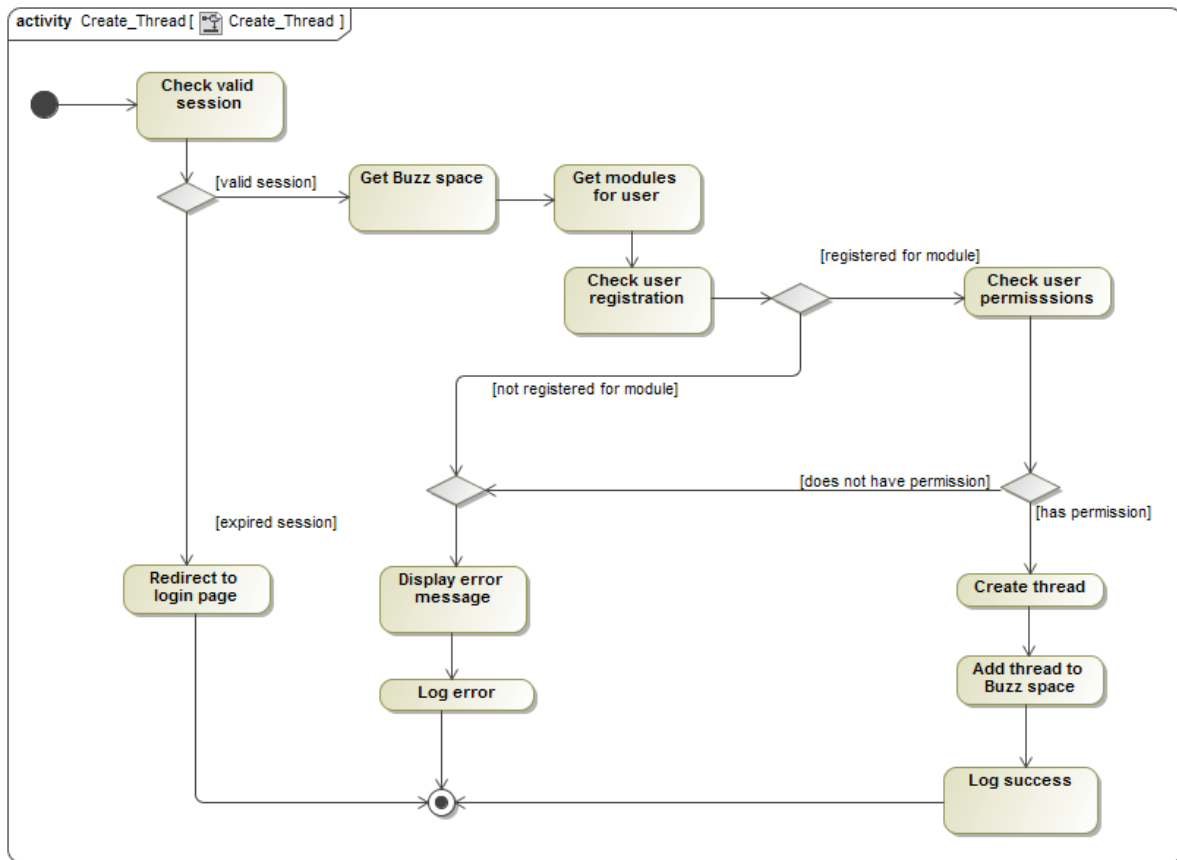 activity Create_Thread [ Create_Thread ]
Check valid
session
[valid session]
Get Buzz space
Get modules
for user
Check user
registration
[registered for module]
Check user
permisssions
[not registered for module]
[does not have permission]
[has permission]
[expired session]
Redirect to
login page
Display error
message
Create thread
Log error
Add thread to
Buzz space
Log success